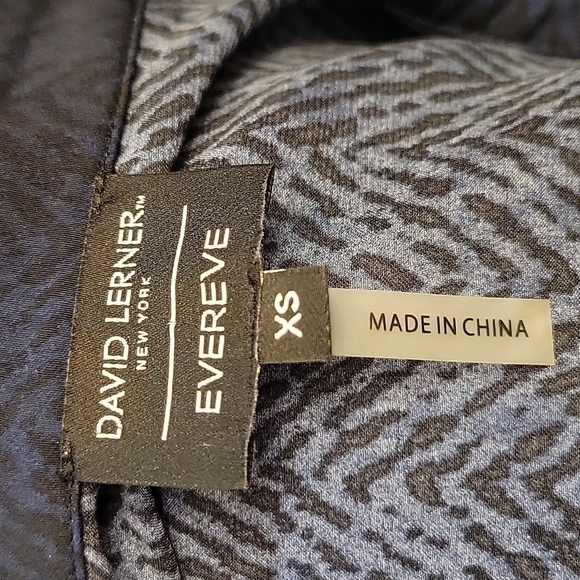 DAVID LERNER™
NEW YORK
EVEREVE
XS
MADE IN CHINA